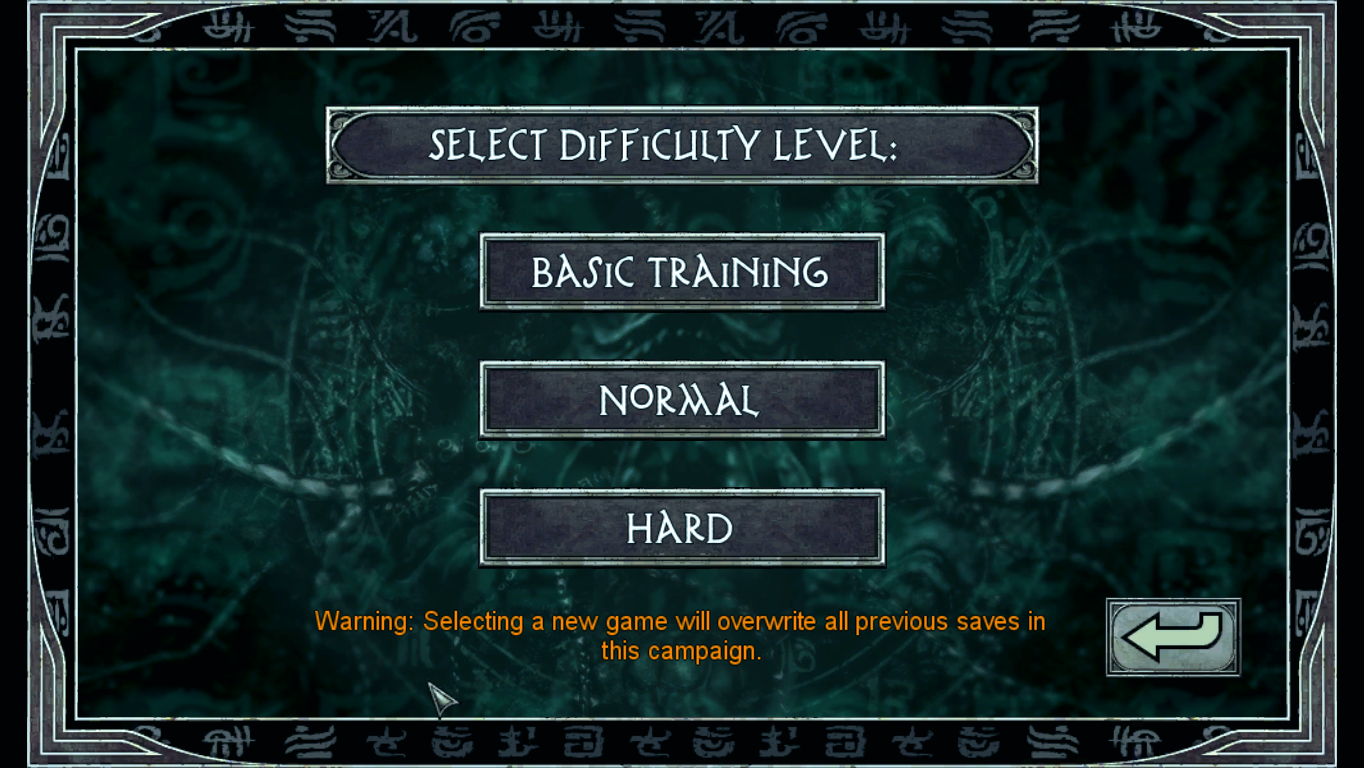 SELECT DIFFICULTY LEVEL:
BASIC TRAINING
NORMAL
HARD
Warning: Selecting a new game will overwrite all previous saves in
this campaign.